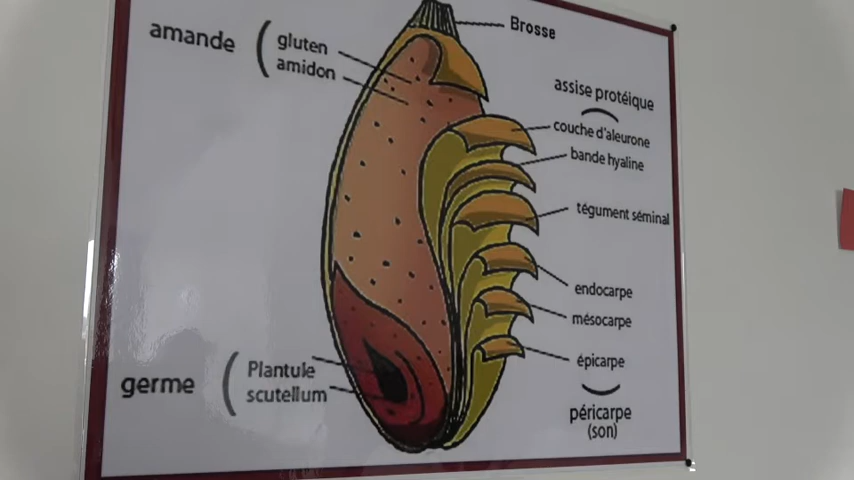 Brosse
amande
gluten
amidon
assise protéique
couche d'aleurone
bande hyaline
tégument séminal
endocarpe
mésocarpe
épicarpe
péricarpe
(son)
germe
Plantule
scutellum